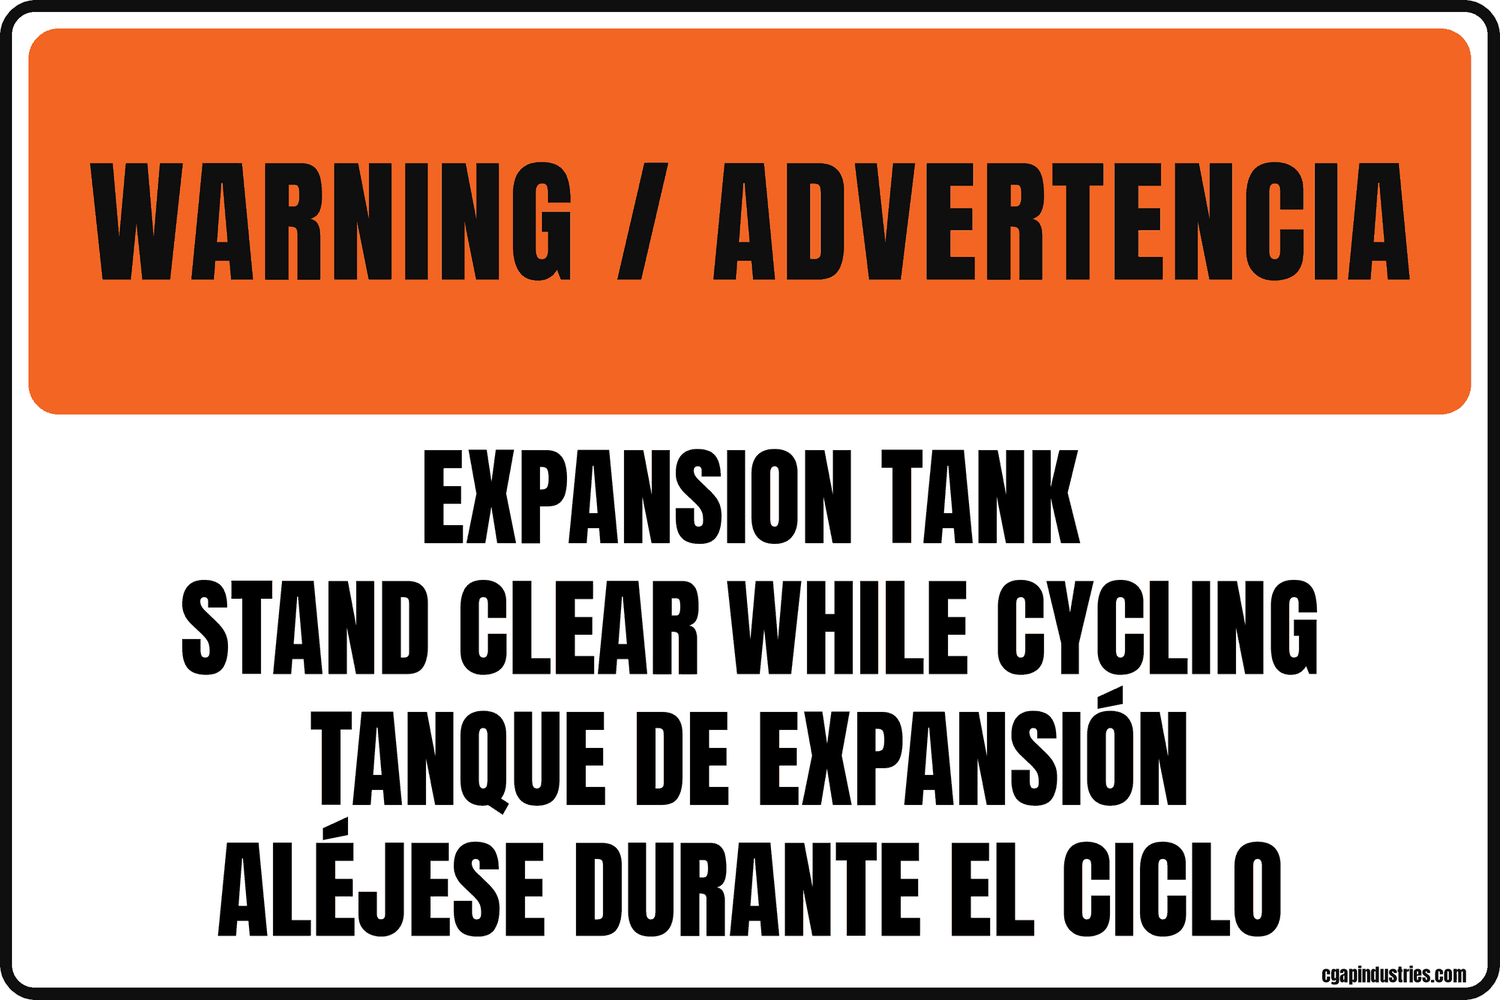 WARNING / ADVERTENCIA
EXPANSION TANK
STAND CLEAR WHILE CYCLING
TANQUE DE EXPANSIÓN
ALÉJESE DURANTE EL CICLO
cgapindustries.com